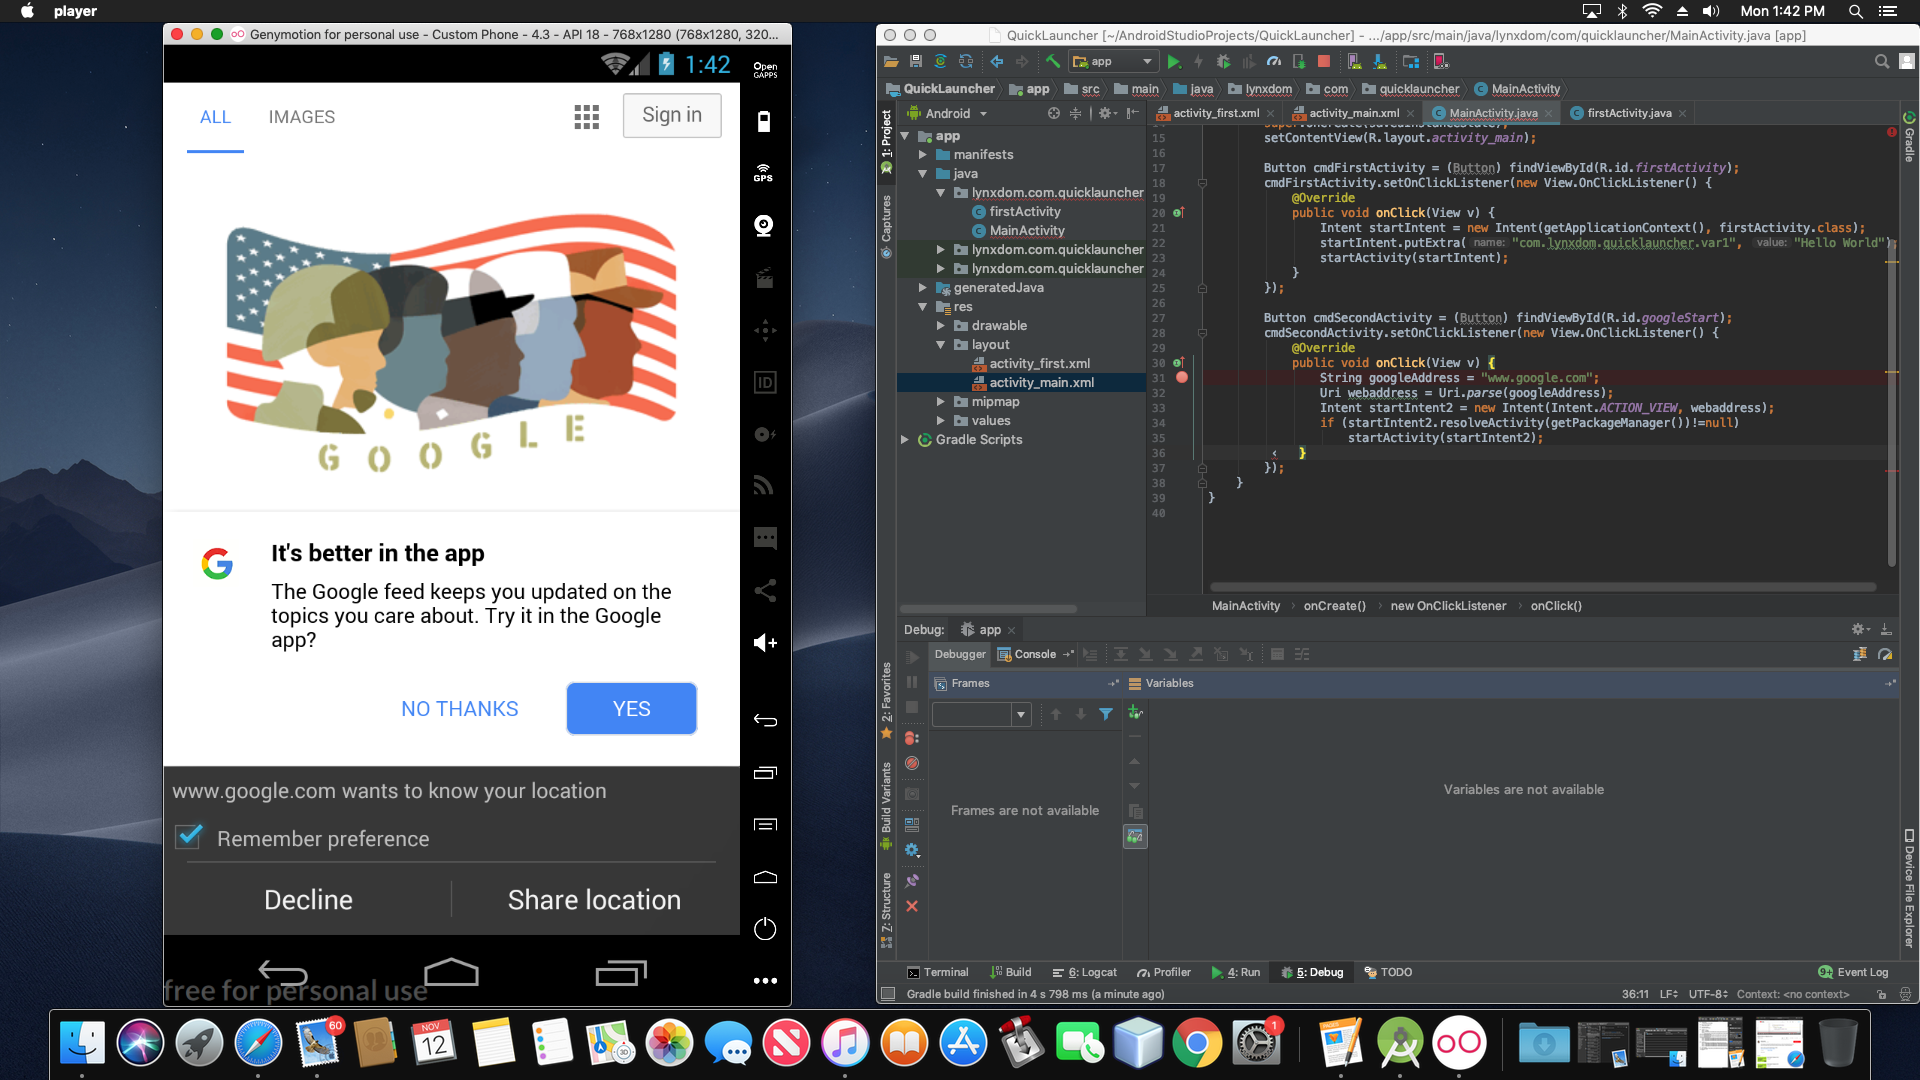 player
Mon 1:42 PM
Genymotion for personal use - Custom Phone - 4.3 - API 18 - 768x1280 (768x1280, 320...
1:42
Open
GAPPS
ALL
IMAGES
Sign in
GPS
ID
GOOGLE
It's better in the app
The Google feed keeps you updated on the
topics you care about. Try it in the Google
app?
NO THANKS
YES
www.google.com wants to know your location
Remember preference
Decline
Share location
free for personal use
QuickLauncher [~/AndroidStudioProjects/QuickLauncher] - .../app/src/main/java/lynxdom/com/quicklauncher/MainActivity.java [app]
app
QuickLauncher
app
src
main
java
lynxdom
com
quicklauncher
MainActivity
1: Project
Captures
2: Favorites
Build Variants
7: Structure
Android
app
manifests
java
lynxdom.com.quicklauncher
firstActivity
MainActivity
lynxdom.com.quicklauncher
lynxdom.com.quicklauncher
generatedJava
res
drawable
layout
activity_first.xml
activity_main.xml
mipmap
values
Gradle Scripts
activity_first.xml
activity_main.xml
MainActivity.java
firstActivity.java
15 setContentView(R.layout.activity_main);
16
17 Button cmdFirstActivity = (Button) findViewById(R.id.firstActivity);
18 cmdFirstActivity.setOnClickListener(new View.OnClickListener() {
19 @Override
20 public void onClick(View v) {
21 Intent startIntent = new Intent(getApplicationContext(), firstActivity.class);
22 startIntent.putExtra( name: "com.lynxdom.quicklauncher.var1", value: "Hello World");
23 startActivity(startIntent);
24 }
25 });
26
27 Button cmdSecondActivity = (Button) findViewById(R.id.googleStart);
28 cmdSecondActivity.setOnClickListener(new View.OnClickListener() {
29 @Override
30 public void onClick(View v) {
31 String googleAddress = "www.google.com";
32 Uri webaddress = Uri.parse(googleAddress);
33 Intent startIntent2 = new Intent(Intent.ACTION_VIEW, webaddress);
34 if (startIntent2.resolveActivity(getPackageManager())!=null)
35 startActivity(startIntent2);
36 }
37 });
38 }
39 }
40
MainActivity › onCreate() › new OnClickListener › onClick()
Gradle
Device File Explorer
Debug:
app
Debugger
Console
Frames
Variables
Frames are not available
Variables are not available
Terminal
Build
6: Logcat
Profiler
4: Run
5: Debug
TODO
9+
Event Log
Gradle build finished in 4 s 798 ms (a minute ago)
36:11
LF
UTF-8
Context: <no context>
60
NOV
12
3D
1
PAGES